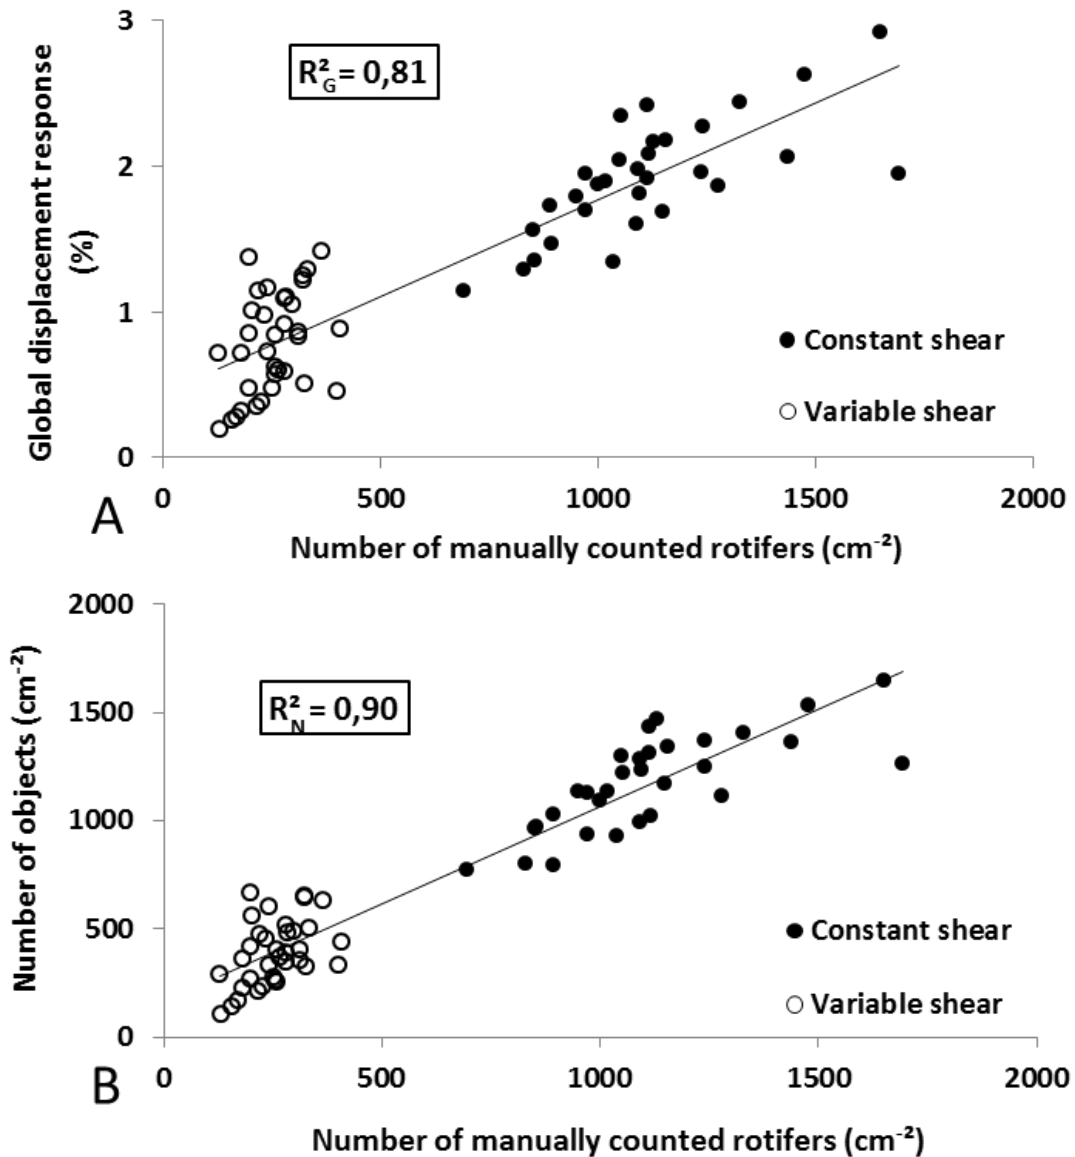 3
R²G = 0,81
2
Global displacement response
(%)
1
Constant shear
Variable shear
0
0 500 1000 1500 2000
A
Number of manually counted rotifers (cm⁻²)
2000
R²N = 0,90
1500
Number of objects (cm⁻²)
1000
500
Constant shear
Variable shear
0
0 500 1000 1500 2000
B
Number of manually counted rotifers (cm⁻²)